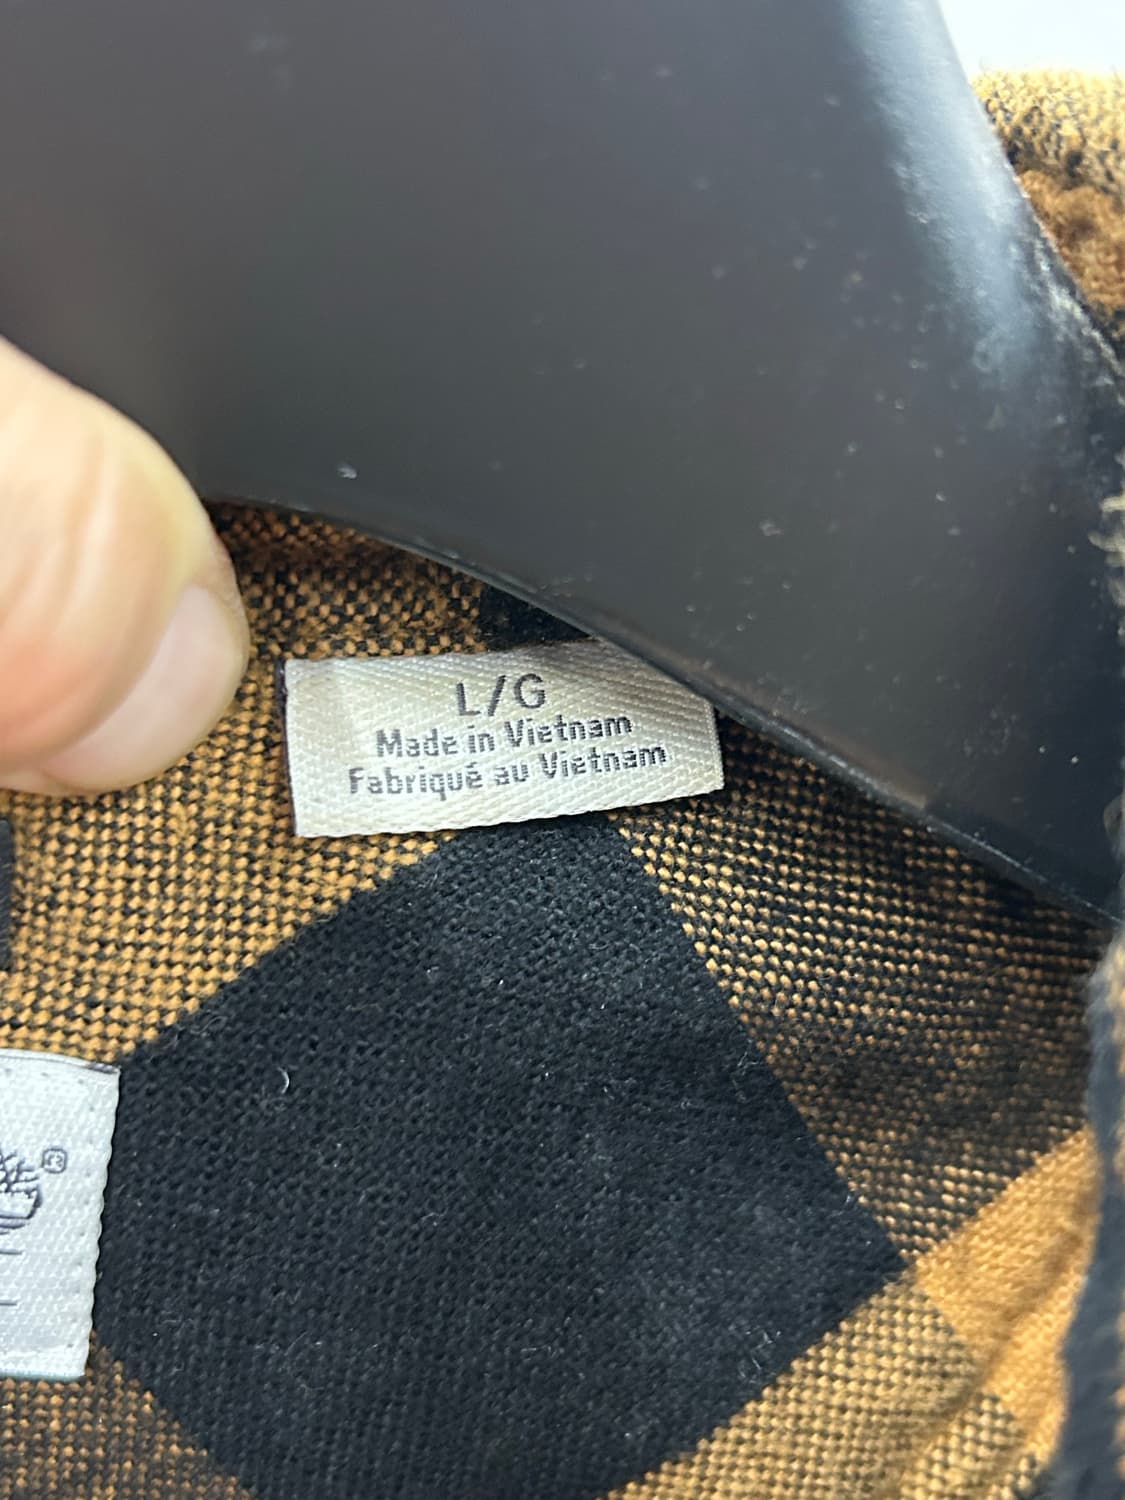 L/G
Made in Vietnam
Fabriqué au Vietnam
®